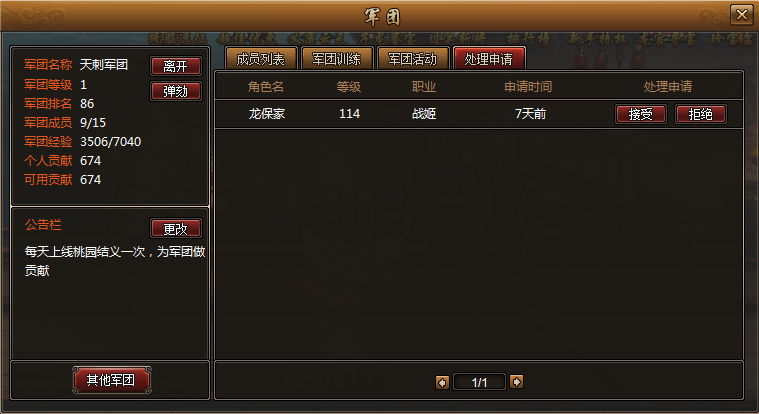 军团
军团名称 天刺军团 离开
军团等级 1
弹劾
军团排名 86
军团成员 9/15
军团经验 3506/7040
个人贡献 674
可用贡献 674
公告栏 更改
每天上线桃园结义一次，为军团做
贡献
其他军团
成员列表 军团训练 军团活动 处理申请
角色名 等级 职业 申请时间 处理申请
龙保家 114 战姬 7天前 接受 拒绝
1/1